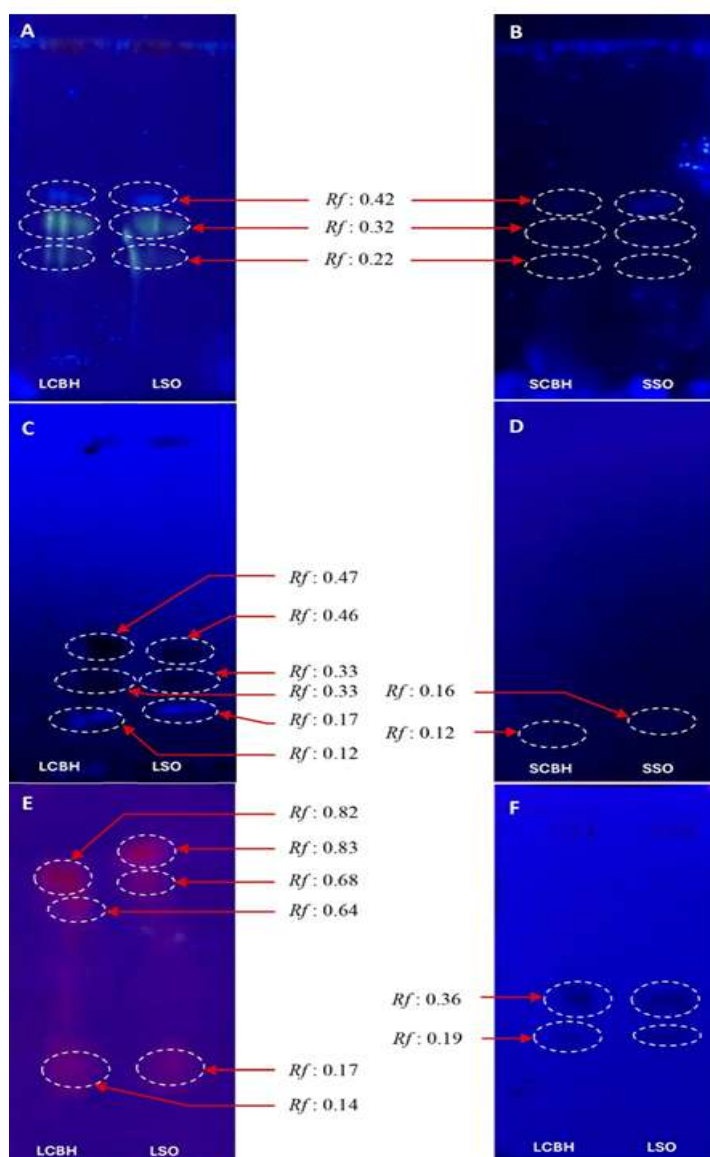 A
B
Rf : 0.42
Rf : 0.32
Rf : 0.22
LCBH LSO
SCBH SSO
C
D
Rf : 0.47
Rf : 0.46
Rf : 0.33
Rf : 0.33
Rf : 0.17
Rf : 0.12
LCBH LSO
Rf : 0.16
Rf : 0.12
SCBH SSO
E
F
Rf : 0.82
Rf : 0.83
Rf : 0.68
Rf : 0.64
Rf : 0.17
Rf : 0.14
LCBH LSO
Rf : 0.36
Rf : 0.19
LCBH LSO